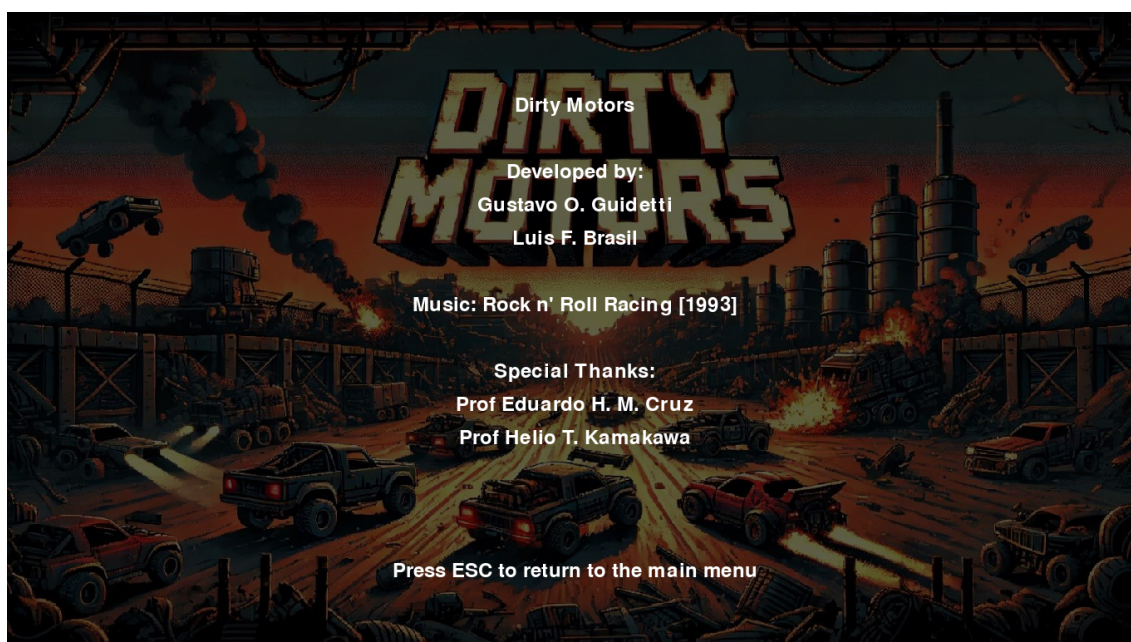 DIRTY
MOTORS
Dirty Motors
Developed by:
Gustavo O. Guidetti
Luis F. Brasil
Music: Rock n' Roll Racing [1993]
Special Thanks:
Prof Eduardo H. M. Cruz
Prof Helio T. Kamakawa
Press ESC to return to the main menu